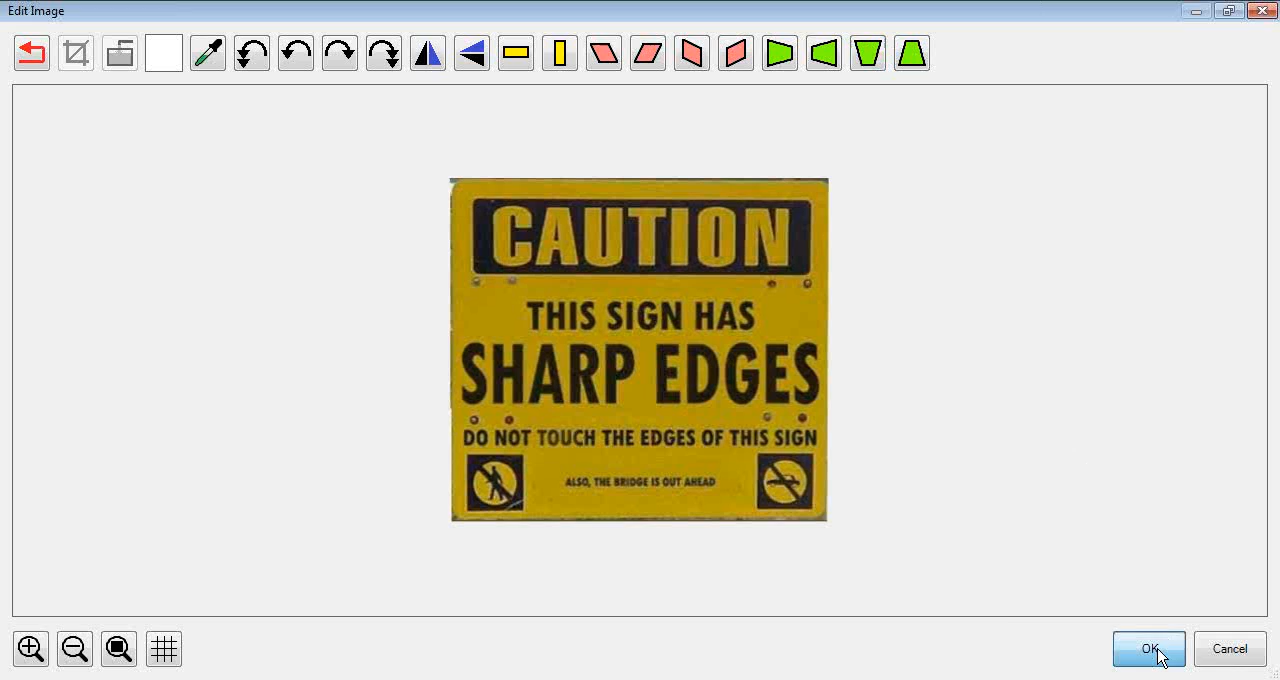 Edit Image
CAUTION
THIS SIGN HAS
SHARP EDGES
DO NOT TOUCH THE EDGES OF THIS SIGN
ALSO, THE BRIDGE IS OUT AHEAD
OK
Cancel